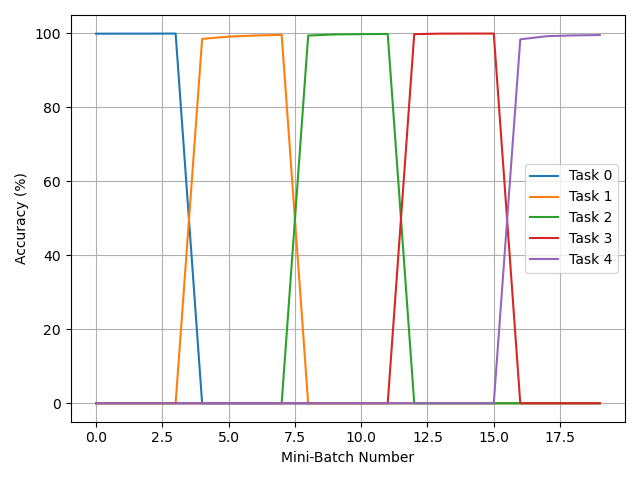 100
80
60
40
20
0
Accuracy (%)
Task 0
Task 1
Task 2
Task 3
Task 4
0.0 2.5 5.0 7.5 10.0 12.5 15.0 17.5
Mini-Batch Number